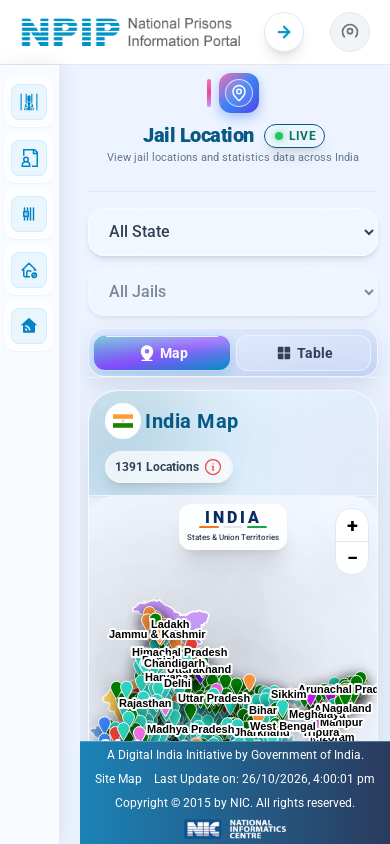 NPIP National Prisons
Information Portal
Jail Location LIVE
View jail locations and statistics data across India
All State
All Jails
Map Table
India Map
1391 Locations
INDIA
States & Union Territories
+
−
Ladakh
Jammu & Kashmir
Himachal Pradesh
Chandigarh
Uttarakhand
Haryana
Delhi
Arunachal Prad
Sikkim
Uttar Pradesh
Rajasthan
Nagaland
Bihar
Meghalaya
Manipur
West Bengal
Madhya Pradesh
Jharkhand
Tripura
A Digital India Initiative by Government of India.
Site Map Last Update on: 26/10/2026, 4:00:01 pm
Copyright © 2015 by NIC. All rights reserved.
NIC NATIONAL
INFORMATICS
CENTRE